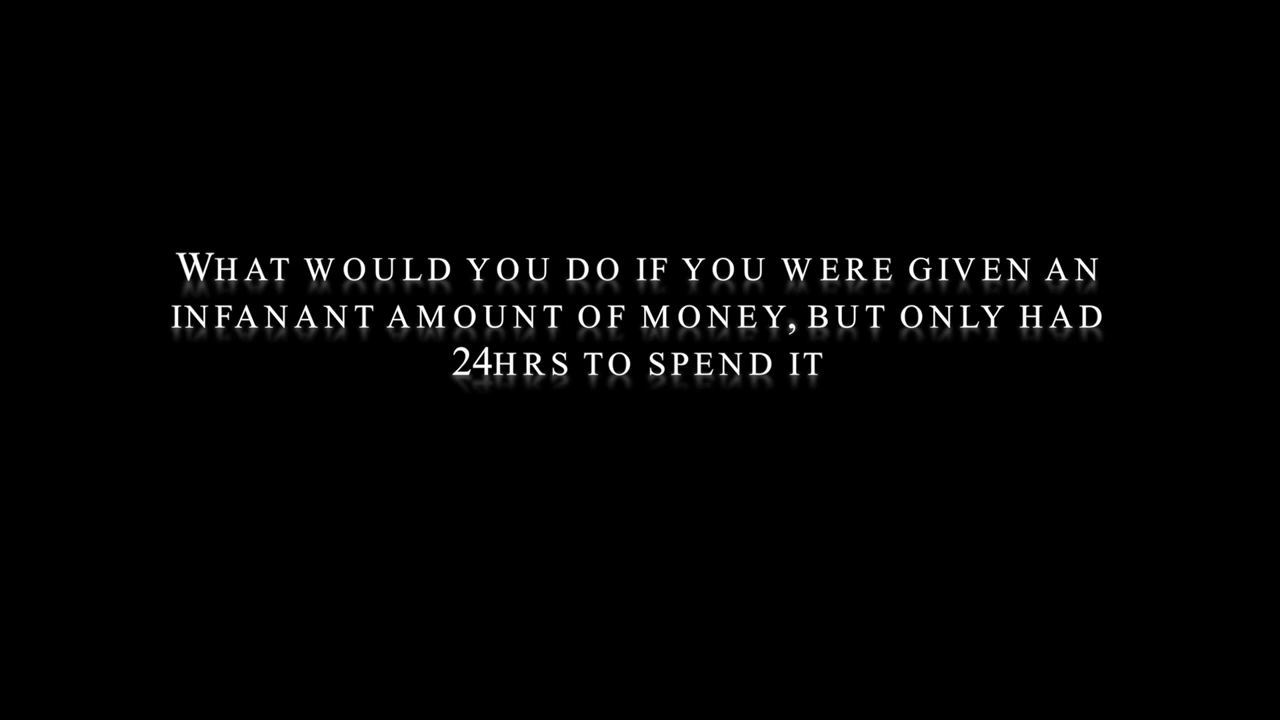 What would you do if you were given an
infanant amount of money, but only had
24hrs to spend it